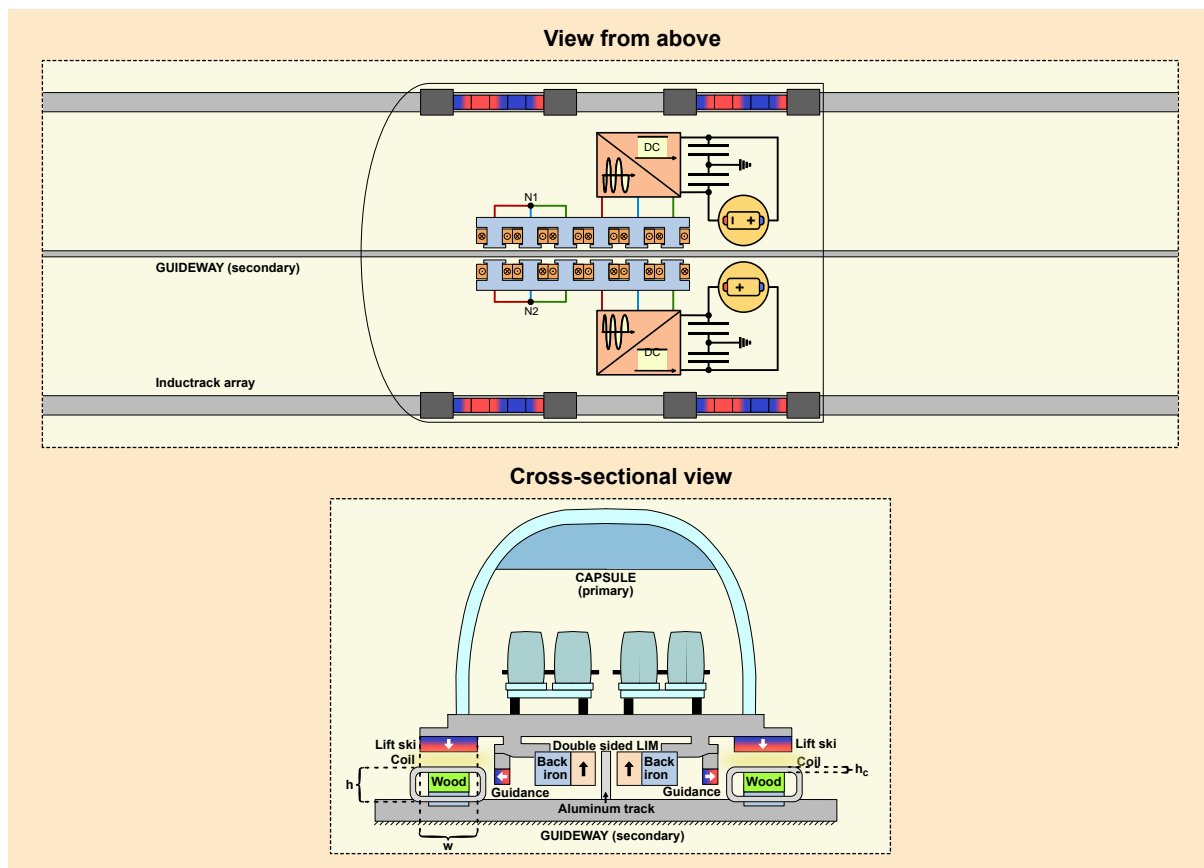 View from above
DC
N1
GUIDEWAY (secondary)
N2
DC
Inductrack array
Cross-sectional view
CAPSULE
(primary)
Lift ski
Double sided LIM
Lift ski
Coil
Back
iron
Back
iron
Coil
h
Wood
Wood
hc
Guidance
Guidance
Aluminum track
GUIDEWAY (secondary)
w